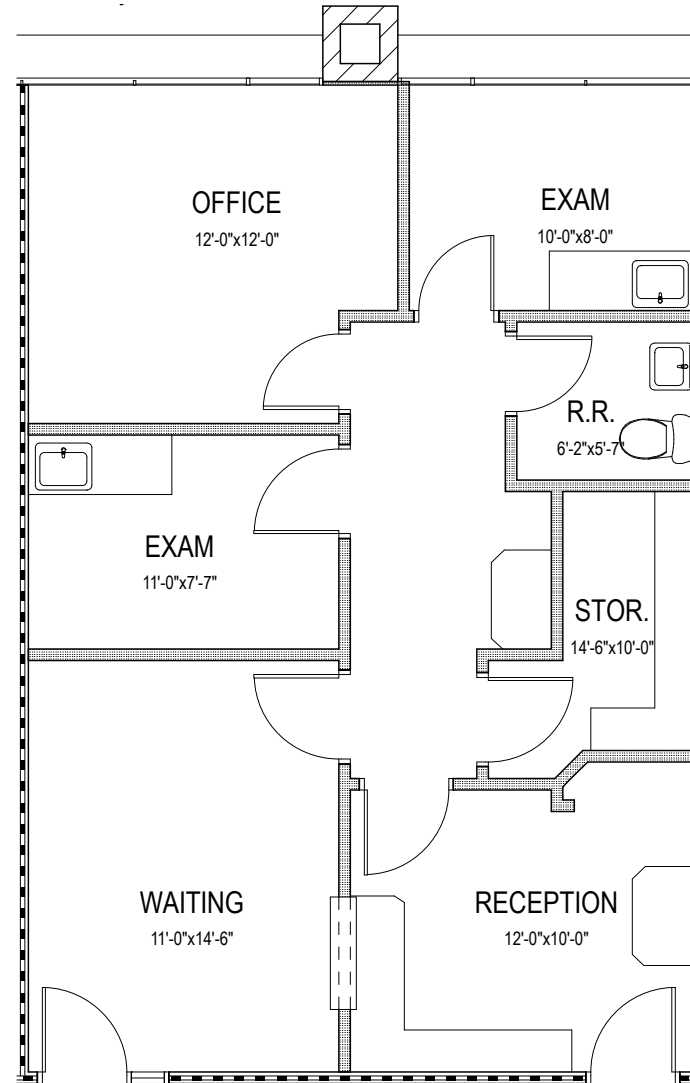 OFFICE
12'-0"x12'-0"
EXAM
10'-0"x8'-0"
R.R.
6'-2"x5'-7"
EXAM
11'-0"x7'-7"
STOR.
14'-6"x10'-0"
WAITING
11'-0"x14'-6"
RECEPTION
12'-0"x10'-0"